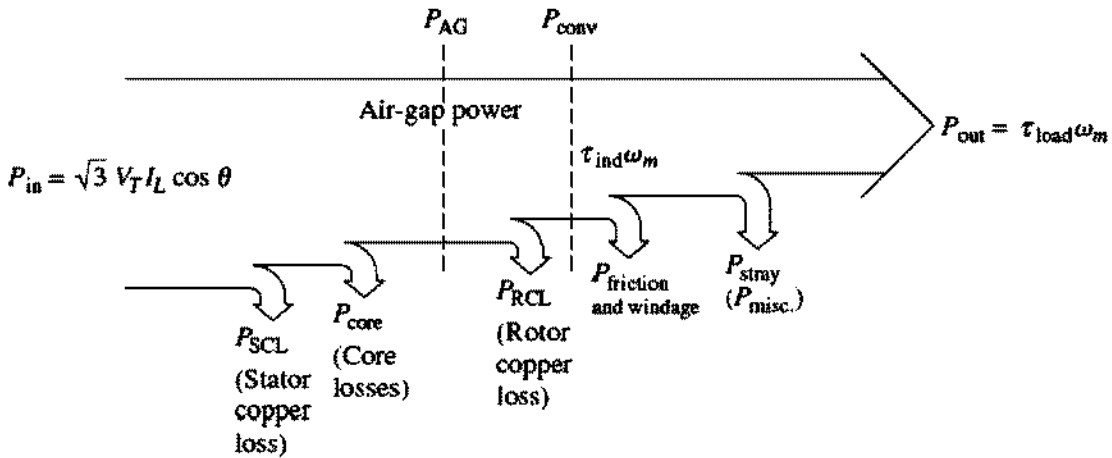 P_AG
P_conv
Air-gap power
τ_ind ω_m
P_out = τ_load ω_m
P_in = √3 V_T I_L cos θ
P_SCL
(Stator
copper
loss)
P_core
(Core
losses)
P_RCL
(Rotor
copper
loss)
P_friction
and windage
P_stray
(P_misc.)